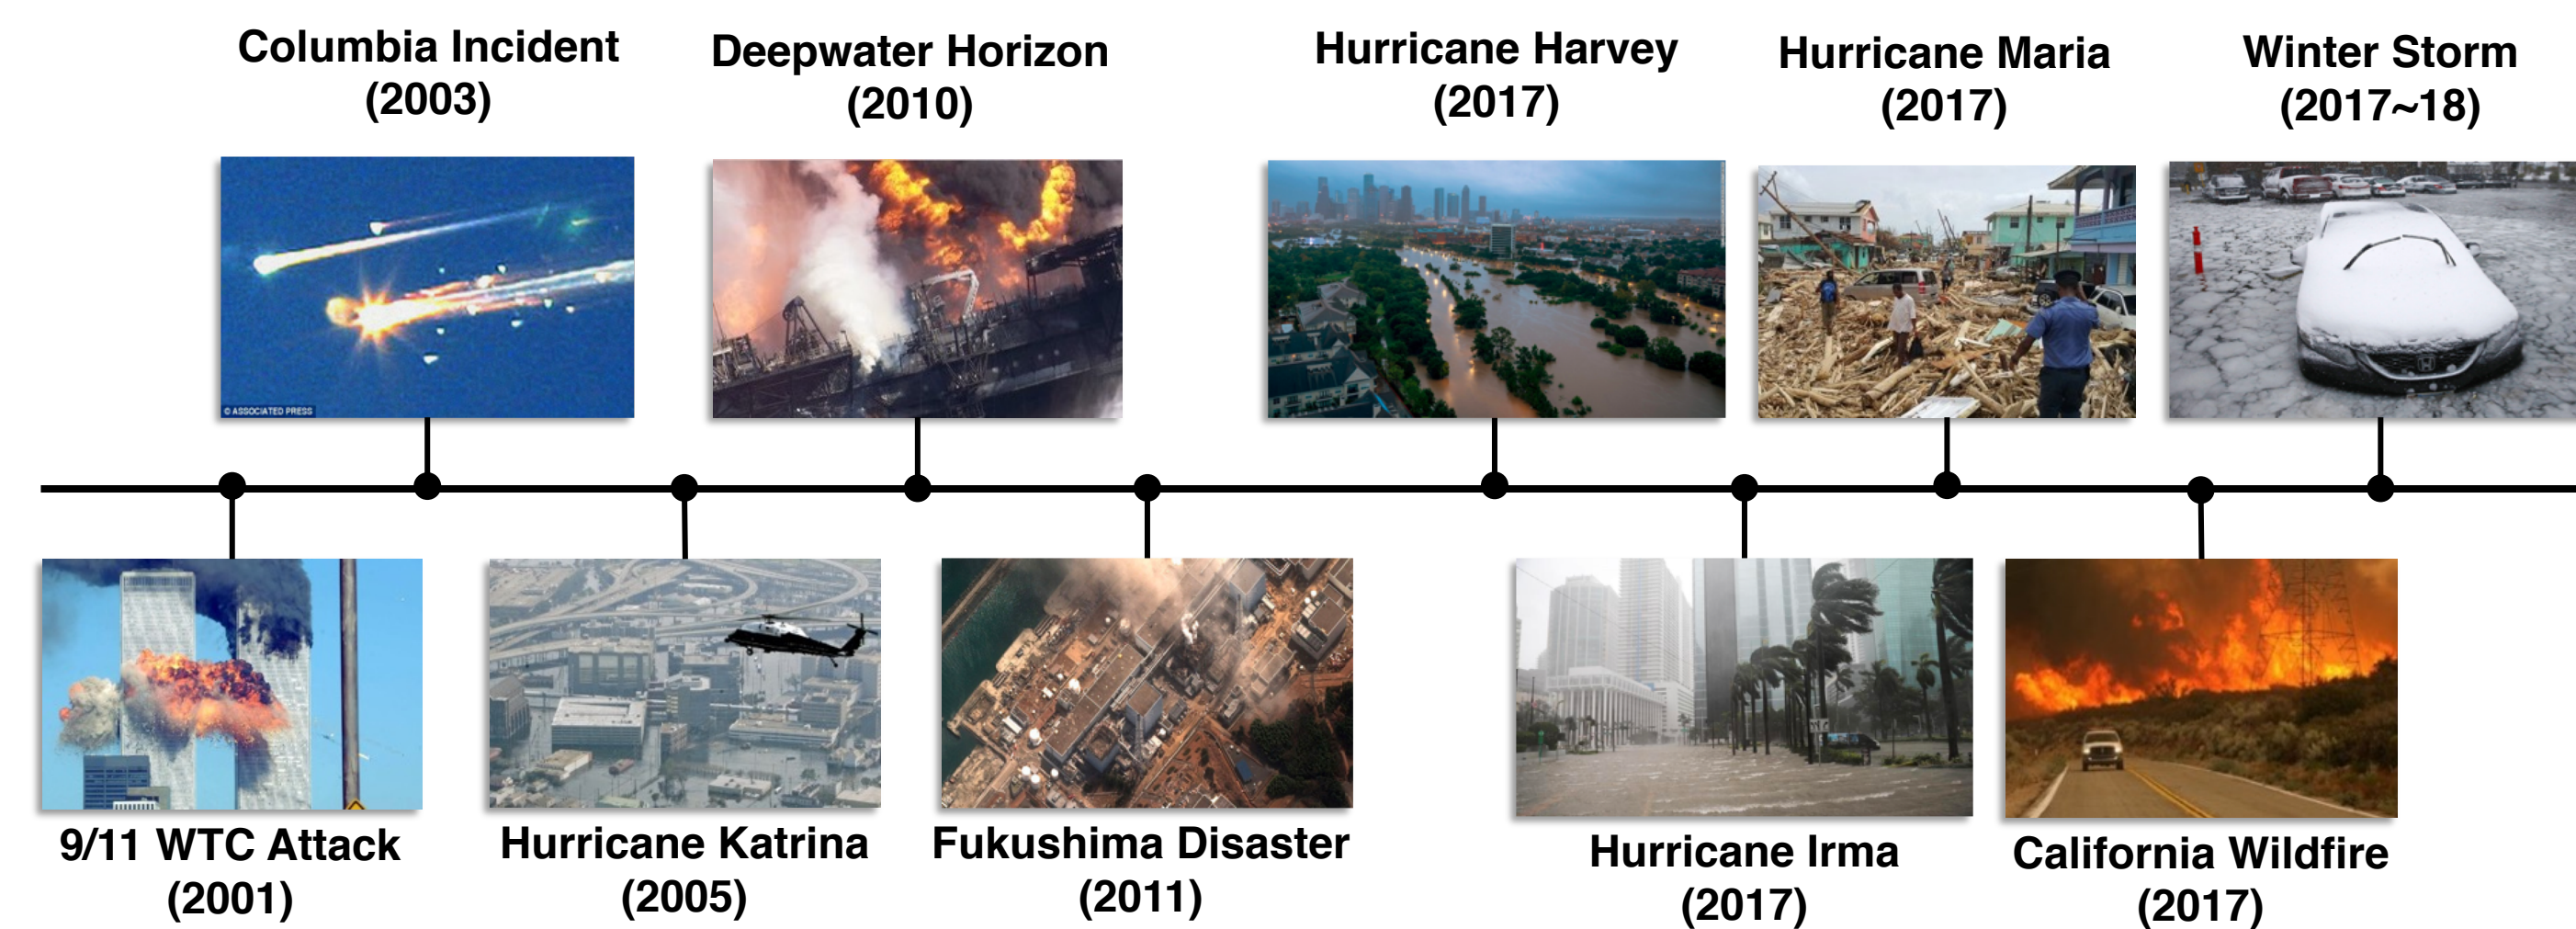 Columbia Incident
(2003)
Deepwater Horizon
(2010)
Hurricane Harvey
(2017)
Hurricane Maria
(2017)
Winter Storm
(2017~18)
© ASSOCIATED PRESS
9/11 WTC Attack
(2001)
Hurricane Katrina
(2005)
Fukushima Disaster
(2011)
Hurricane Irma
(2017)
California Wildfire
(2017)